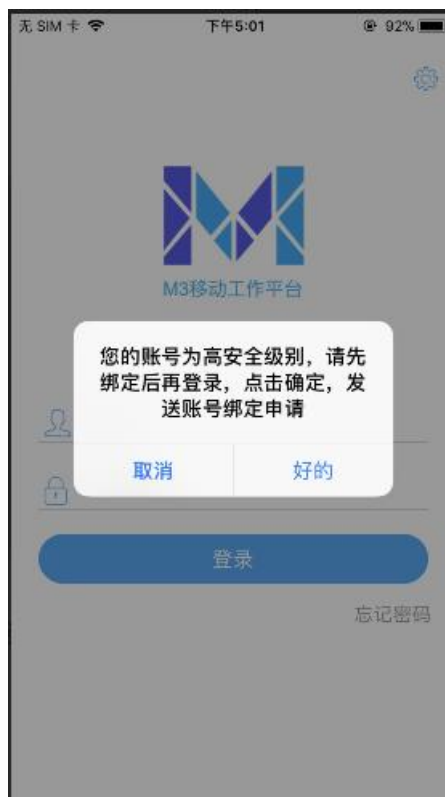 无 SIM 卡 下午5:01 92%
M3移动工作平台
您的账号为高安全级别，请先
绑定后再登录，点击确定，发
送账号绑定申请
取消 好的
登录
忘记密码